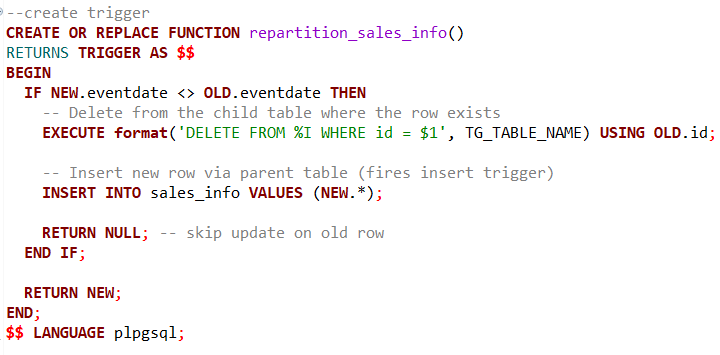 --create trigger
CREATE OR REPLACE FUNCTION repartition_sales_info()
RETURNS TRIGGER AS $$
BEGIN
IF NEW.eventdate <> OLD.eventdate THEN
-- Delete from the child table where the row exists
EXECUTE format('DELETE FROM %I WHERE id = $1', TG_TABLE_NAME) USING OLD.id;
-- Insert new row via parent table (fires insert trigger)
INSERT INTO sales_info VALUES (NEW.*);
RETURN NULL; -- skip update on old row
END IF;
RETURN NEW;
END;
$$ LANGUAGE plpgsql;